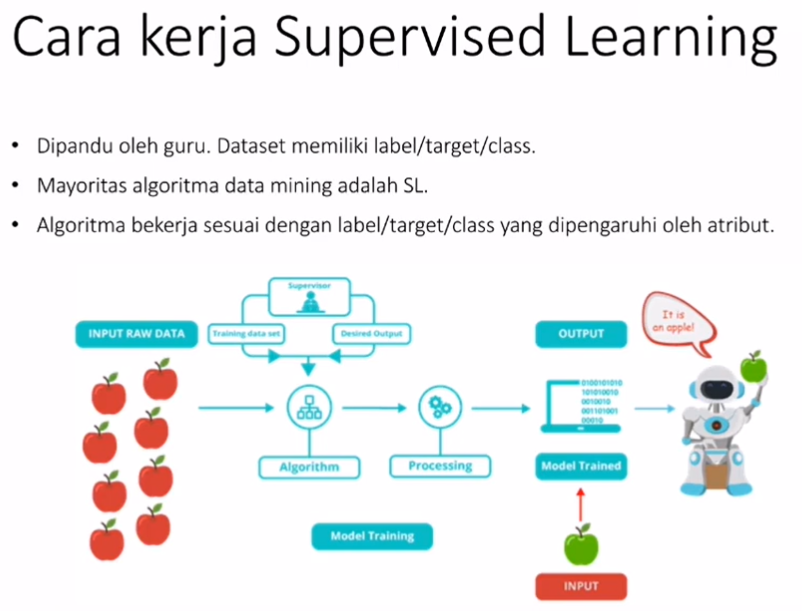 Cara kerja Supervised Learning
• Dipandu oleh guru. Dataset memiliki label/target/class.
• Mayoritas algoritma data mining adalah SL.
• Algoritma bekerja sesuai dengan label/target/class yang dipengaruhi oleh atribut.
Supervisor
INPUT RAW DATA
Training data set
Desired Output
OUTPUT
It is
an apple!
0100101010
101010010
0010010
001101001
00010
Algorithm
Processing
Model Trained
Model Training
INPUT